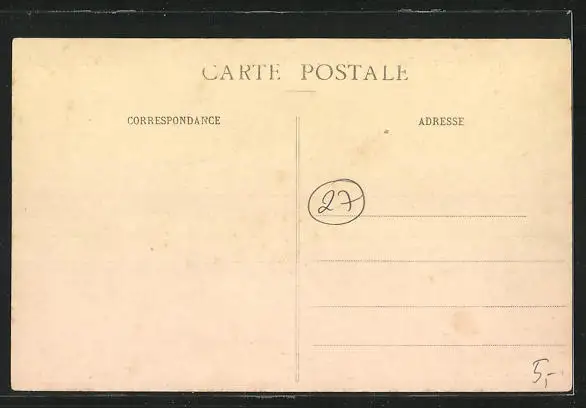 CARTE POSTALE
CORRESPONDANCE
ADRESSE
27
5,-